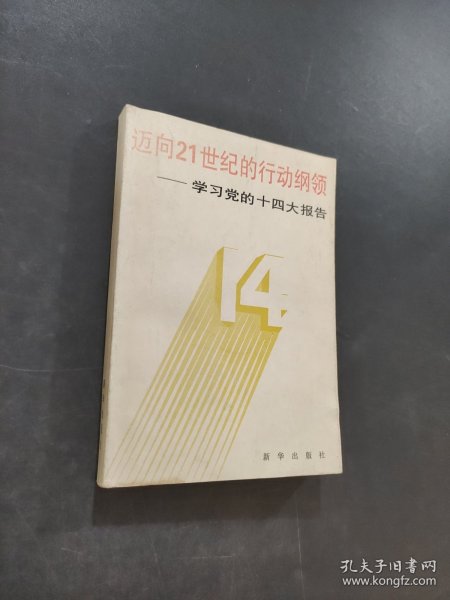 迈向21世纪的行动纲领
——学习党的十四大报告
14
新华出版社
孔夫子旧书网
www.kongfz.com